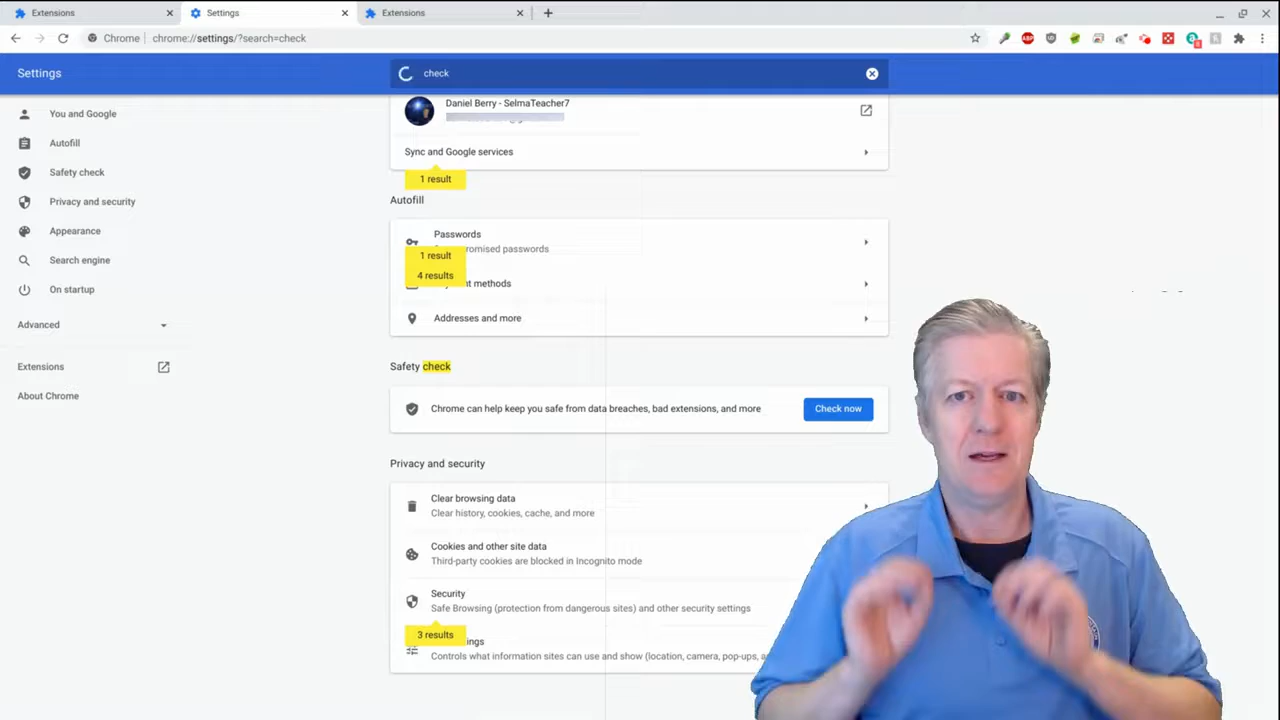 Extensions
Settings
Extensions
Chrome
chrome://settings/?search=check
Settings
check
You and Google
Autofill
Safety check
Privacy and security
Appearance
Search engine
On startup
Advanced
Extensions
About Chrome
Daniel Berry - SelmaTeacher7
Sync and Google services
1 result
Autofill
Passwords
romised passwords
1 result
4 results
methods
Addresses and more
Safety check
Chrome can help keep you safe from data breaches, bad extensions, and more
Check now
Privacy and security
Clear browsing data
Clear history, cookies, cache, and more
Cookies and other site data
Third-party cookies are blocked in Incognito mode
Security
Safe Browsing (protection from dangerous sites) and other security settings
3 results
ings
Controls what information sites can use and show (location, camera, pop-ups,